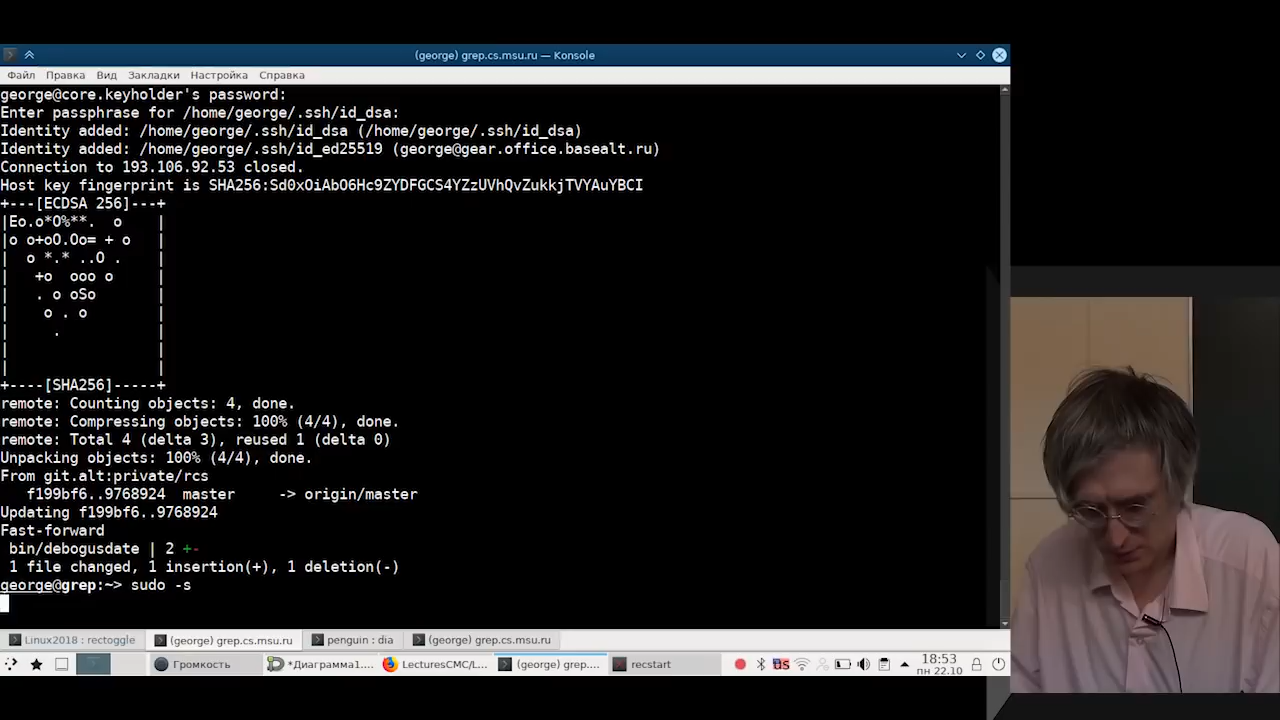 (george) grep.cs.msu.ru — Konsole
Файл Правка Вид Закладки Настройка Справка
george@core.keyholder's password:
Enter passphrase for /home/george/.ssh/id_dsa:
Identity added: /home/george/.ssh/id_dsa (/home/george/.ssh/id_dsa)
Identity added: /home/george/.ssh/id_ed25519 (george@gear.office.basealt.ru)
Connection to 193.106.92.53 closed.
Host key fingerprint is SHA256:Sd0xOiAbO6Hc9ZYDFGCS4YZzUVhQvZukkjTVYAuYBCI
+---[ECDSA 256]---+
|Eo.o*O%**.  o    |
|o o+oO.Oo= + o   |
|  o *.* ..O .    |
|   +o  ooo o     |
|   . o oSo       |
|    o . o        |
|     .           |
|                 |
|                 |
+----[SHA256]-----+
remote: Counting objects: 4, done.
remote: Compressing objects: 100% (4/4), done.
remote: Total 4 (delta 3), reused 1 (delta 0)
Unpacking objects: 100% (4/4), done.
From git.alt:private/rcs
   f199bf6..9768924  master     -> origin/master
Updating f199bf6..9768924
Fast-forward
 bin/debogusdate | 2 +-
 1 file changed, 1 insertion(+), 1 deletion(-)
george@grep:~> sudo -s
Linux2018 : rectoggle (george) grep.cs.msu.ru penguin : dia (george) grep.cs.msu.ru
Громкость *Диаграмма1.... LecturesCMC/L... (george) grep.... recstart US 18:53
пн 22.10